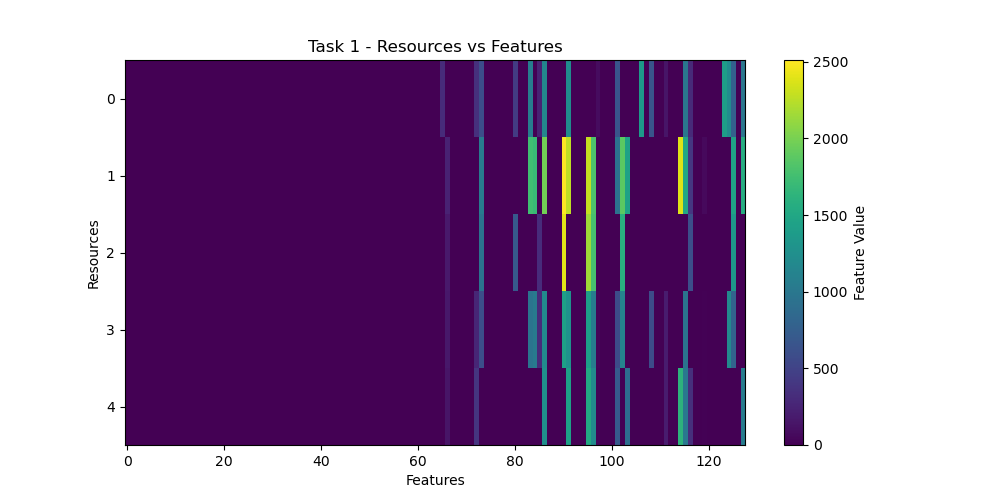 Task 1 - Resources vs Features
Resources
0
1
2
3
4
0 20 40 60 80 100 120
Features
2500
2000
1500
1000
500
0
Feature Value